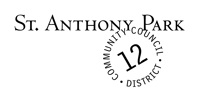 St. Anthony Park
COMMUNITY COUNCIL
12
• DISTRICT •